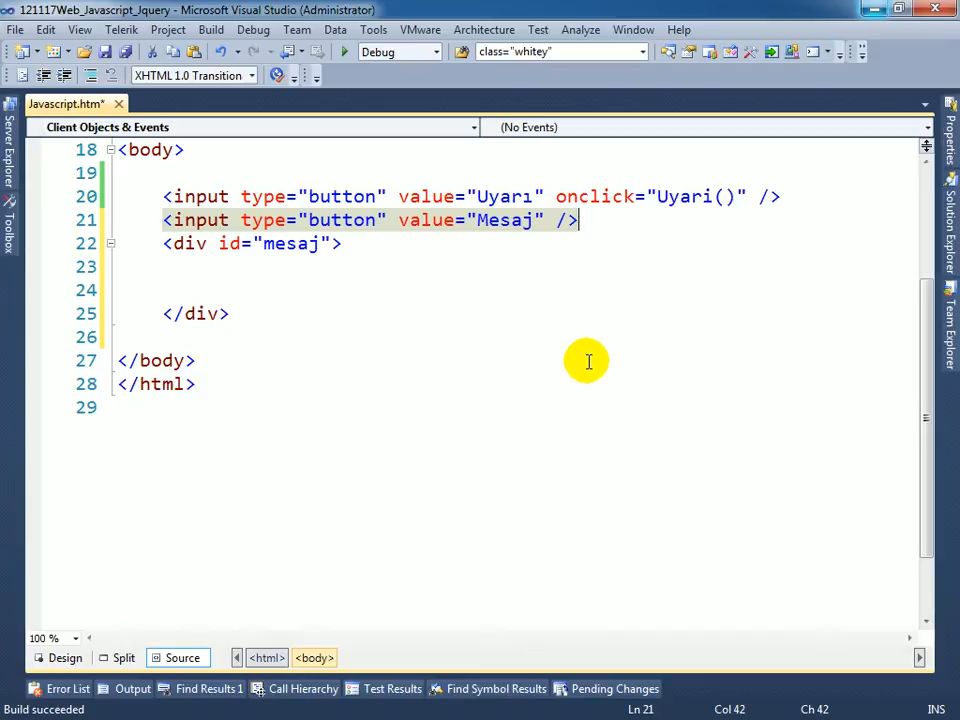 121117Web_Javascript_Jquery - Microsoft Visual Studio (Administrator)
File Edit View Telerik Project Build Debug Team Data Tools VMware Architecture Test Analyze Window Help
Debug class="whitey"
XHTML 1.0 Transition
Javascript.htm*
Client Objects & Events (No Events)
18 <body>
19
20 <input type="button" value="Uyarı" onclick="Uyari()" />
21 <input type="button" value="Mesaj" />
22 <div id="mesaj">
23
24
25 </div>
26
27 </body>
28 </html>
29
Server Explorer
Toolbox
Properties
Solution Explorer
Team Explorer
100 %
Design Split Source <html> <body>
Error List Output Find Results 1 Call Hierarchy Test Results Find Symbol Results Pending Changes
Build succeeded Ln 21 Col 42 Ch 42 INS